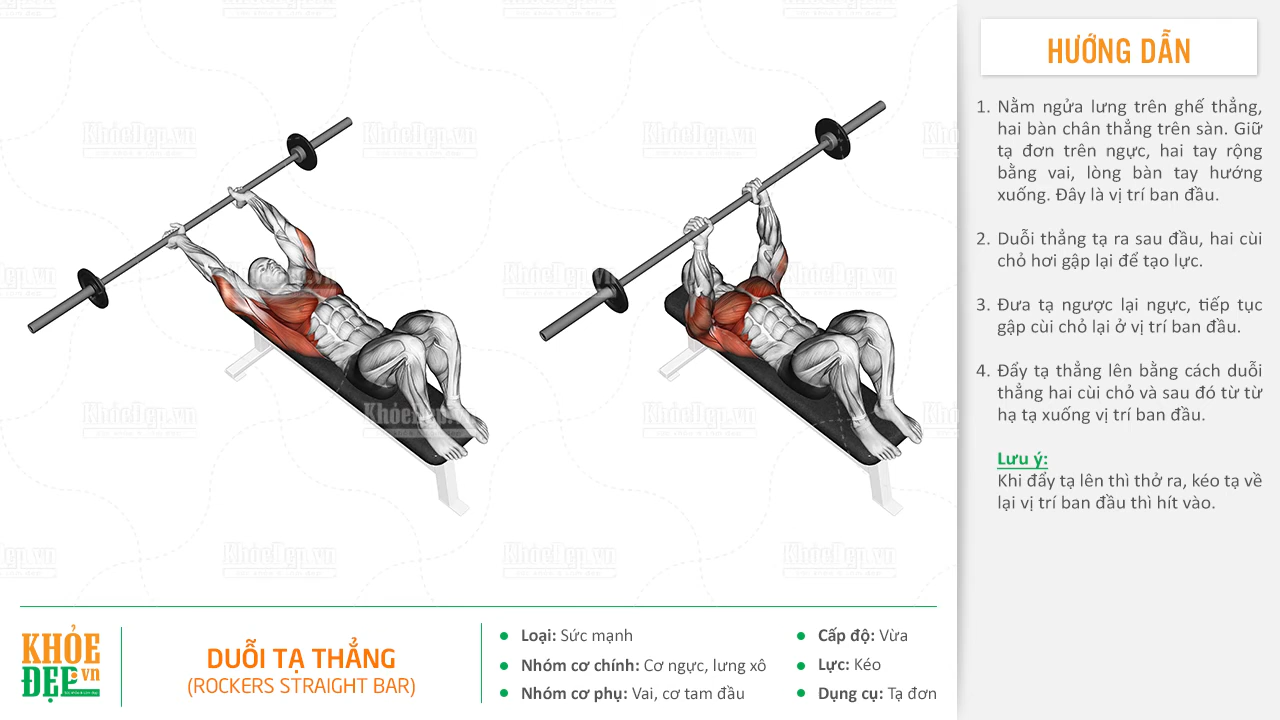 HƯỚNG DẪN
1. Nằm ngửa lưng trên ghế thẳng,
hai bàn chân thẳng trên sàn. Giữ
tạ đơn trên ngực, hai tay rộng
bằng vai, lòng bàn tay hướng
xuống. Đây là vị trí ban đầu.
2. Duỗi thẳng tạ ra sau đầu, hai cùi
chỏ hơi gập lại để tạo lực.
3. Đưa tạ ngược lại ngực, tiếp tục
gập cùi chỏ lại ở vị trí ban đầu.
4. Đẩy tạ thẳng lên bằng cách duỗi
thẳng hai cùi chỏ và sau đó từ từ
hạ tạ xuống vị trí ban đầu.
Lưu ý:
Khi đẩy tạ lên thì thở ra, kéo tạ về
lại vị trí ban đầu thì hít vào.
KHỎE
ĐẸP.vn
DUỖI TẠ THẲNG
(ROCKERS STRAIGHT BAR)
Loại: Sức mạnh
Nhóm cơ chính: Cơ ngực, lưng xô
Nhóm cơ phụ: Vai, cơ tam đầu
Cấp độ: Vừa
Lực: Kéo
Dụng cụ: Tạ đơn
KhỏeĐẹp.vn